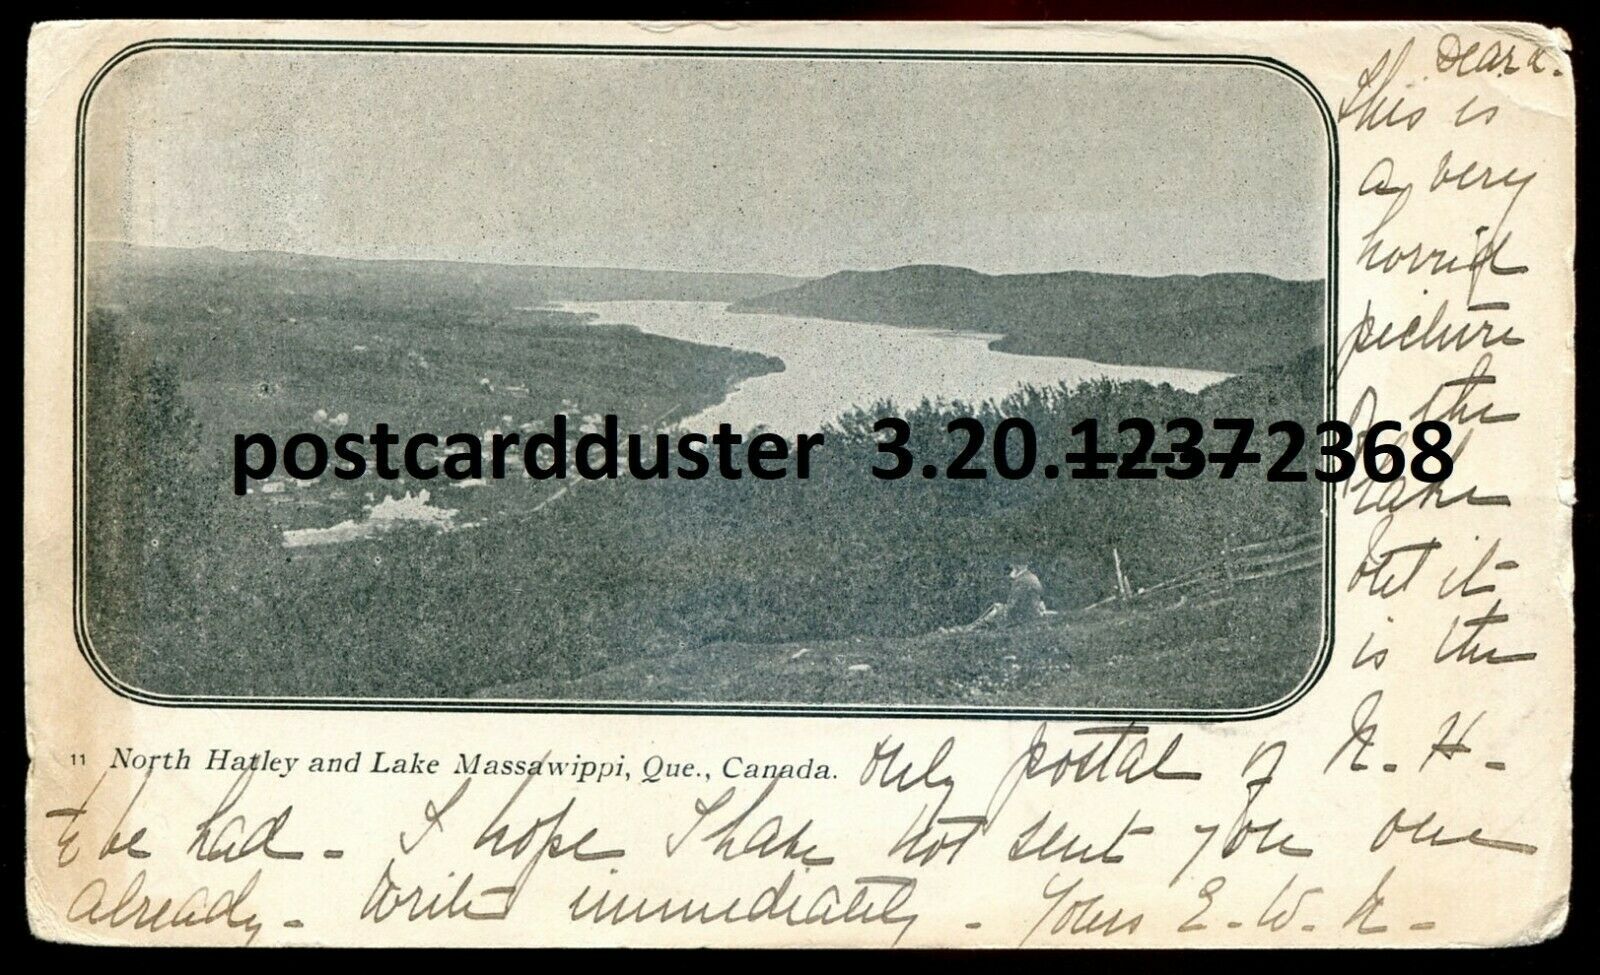 Dear a.
This is
a very
horrid
picture
of the
Lake
but it
is the
postcardduster 3.20.12372368
11 North Hatley and Lake Massawippi, Que., Canada.
only postal of N. H.
to be had - I hope I have not sent you one
already - Write immediately - Yours E. W. N.